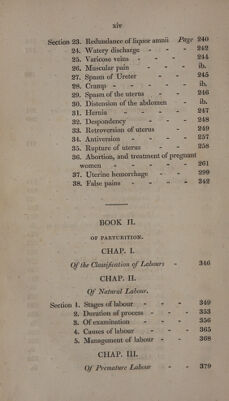 xiv
Section 23. Redundance of liquor amnii Page 240
24. Watery discharge - - - 242
25. Varicose veins - - - 244
26. Muscular pain - - - ib.
27. Spasm of Ureter - - 245
28. Cramp - - - - ib.
29. Spasm of the uterus - - 246
30. Distension of the abdomen - ib.
31. Hernia - - - - 247
32. Despondency - - - 248
33. Retroversion of uterus - - 249
34. Antiversion - - - 257
35. Rupture of uterus - - 258
36. Abortion, and treatment of pregnant
women - - - - 261
37. Uterine hemorrhage - - 290
38. False pains - - - 342
BOOK II.
OF PARTURITION.
CHAP. I.
Of the Classification of Labours - 346
CHAP. II.
Of Natural Labour.
Section 1. Stages of labour - - - 349
2. Duration of process - - - 353
3. Of examination - - - 356
4. Causes of labour - - - 365
5. Management of labour - - 368
CHAP. III.
Of Premature Labour - - 379